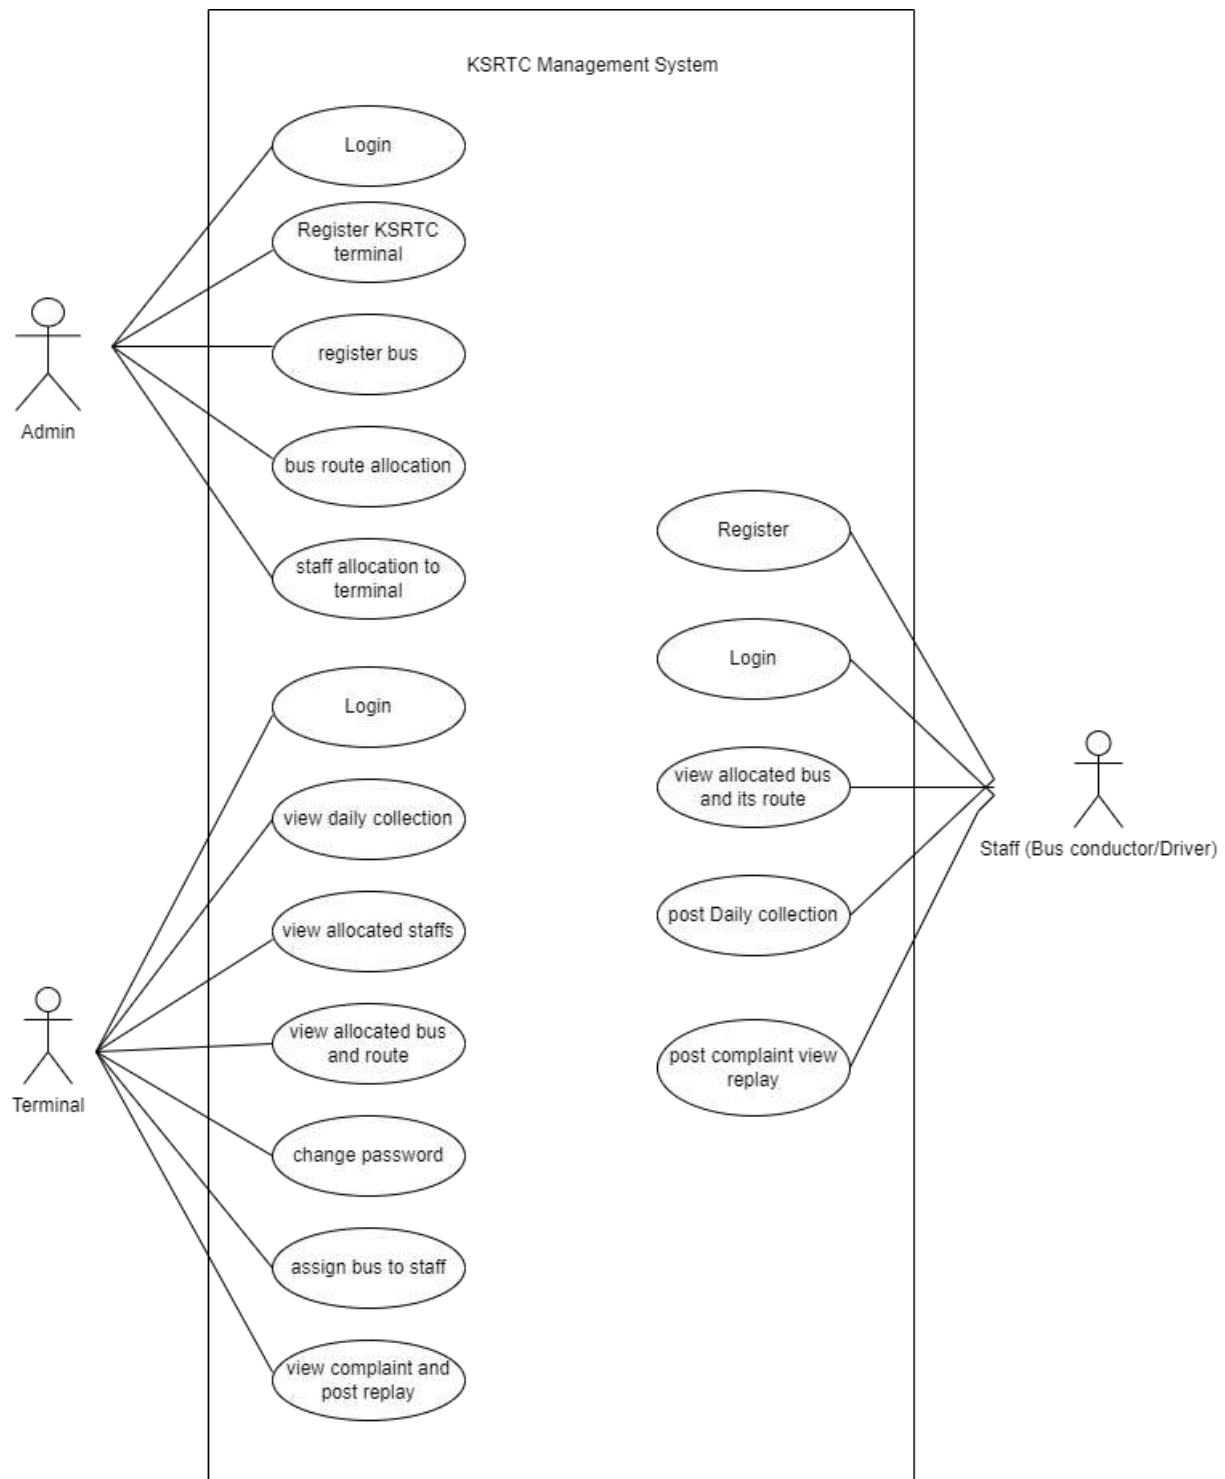 KSRTC Management System
Login
Register KSRTC
terminal
register bus
bus route allocation
staff allocation to
terminal
Admin
Login
view daily collection
view allocated staffs
view allocated bus
and route
change password
assign bus to staff
view complaint and
post replay
Terminal
Register
Login
view allocated bus
and its route
post Daily collection
post complaint view
replay
Staff (Bus conductor/Driver)